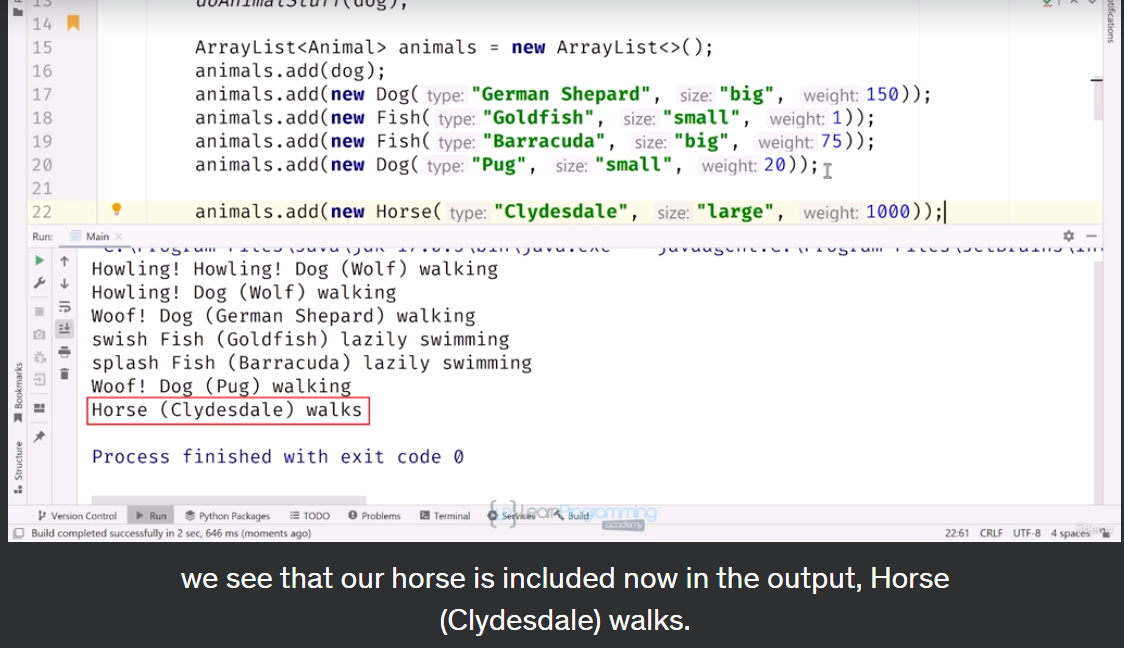 doAnimalStuff(dog);
Notifications
13
14
15 ArrayList<Animal> animals = new ArrayList<>();
16 animals.add(dog);
17 animals.add(new Dog( type: "German Shepard", size: "big", weight: 150));
18 animals.add(new Fish( type: "Goldfish", size: "small", weight: 1));
19 animals.add(new Fish( type: "Barracuda", size: "big", weight: 75));
20 animals.add(new Dog( type: "Pug", size: "small", weight: 20));
21
22 animals.add(new Horse( type: "Clydesdale", size: "large", weight: 1000));
Run: Main
Howling! Howling! Dog (Wolf) walking
Howling! Dog (Wolf) walking
Woof! Dog (German Shepard) walking
swish Fish (Goldfish) lazily swimming
splash Fish (Barracuda) lazily swimming
Woof! Dog (Pug) walking
Horse (Clydesdale) walks
Process finished with exit code 0
Bookmarks
Structure
Version Control Run Python Packages TODO Problems Terminal Services Build
LearnProgramming
academy
Build completed successfully in 2 sec, 646 ms (moments ago) 22:61 CRLF UTF-8 4 spaces
Udemy
we see that our horse is included now in the output, Horse
(Clydesdale) walks.